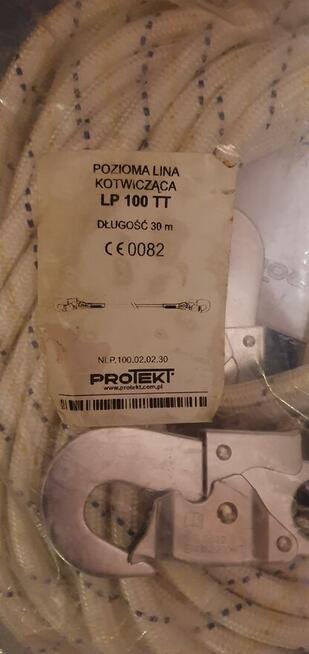 POZIOMA LINA
KOTWICZĄCA
LP 100 TT
DŁUGOŚĆ 30 m
CE 0082
NLP,100.02.02.30
PROTEKT
www.protekt.com.pl